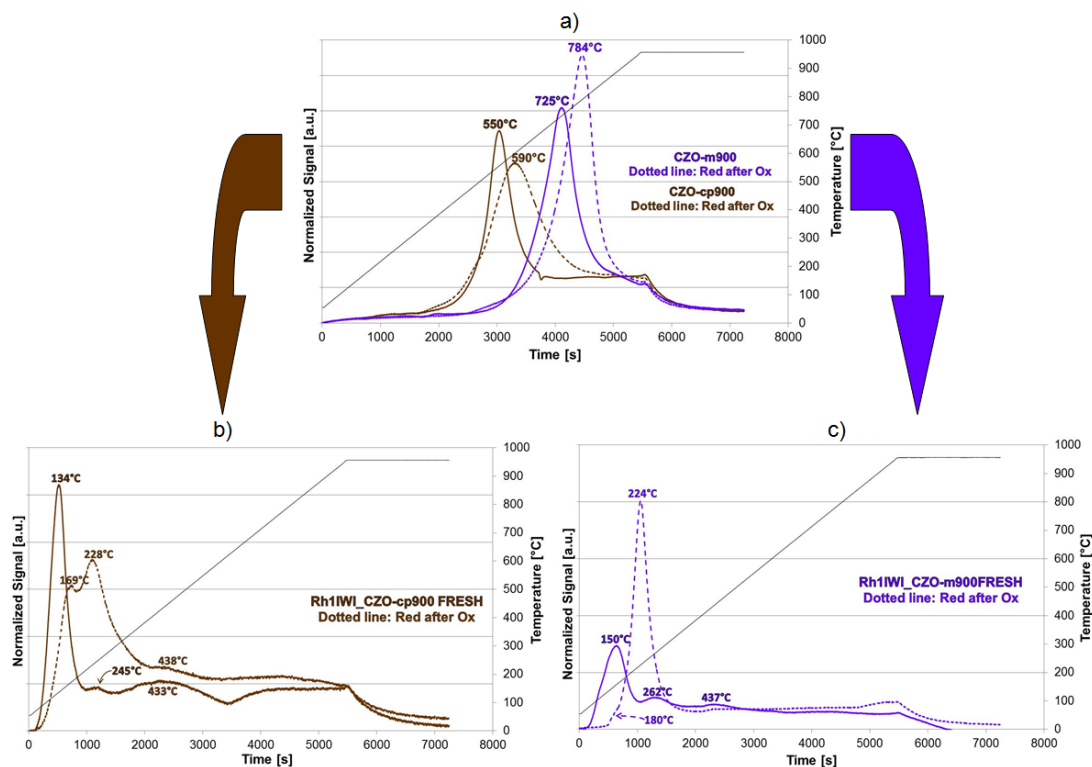 a)
Normalized Signal [a.u.]
1000
900
800
700
600
500
400
300
200
100
0
Temperature [°C]
784°C
725°C
550°C
590°C
CZO-m900
Dotted line: Red after Ox
CZO-cp900
Dotted line: Red after Ox
0 1000 2000 3000 4000 5000 6000 7000 8000
Time [s]
b)
Normalized Signal [a.u.]
1000
900
800
700
600
500
400
300
200
100
0
Temperature [°C]
134°C
228°C
169°C
Rh1IWI_CZO-cp900 FRESH
Dotted line: Red after Ox
245°C
438°C
433°C
0 1000 2000 3000 4000 5000 6000 7000 8000
Time [s]
c)
Normalized Signal [a.u.]
1000
900
800
700
600
500
400
300
200
100
0
Temperature [°C]
224°C
Rh1IWI_CZO-m900FRESH
Dotted line: Red after Ox
150°C
262°C
437°C
180°C
0 1000 2000 3000 4000 5000 6000 7000 8000
Time [s]